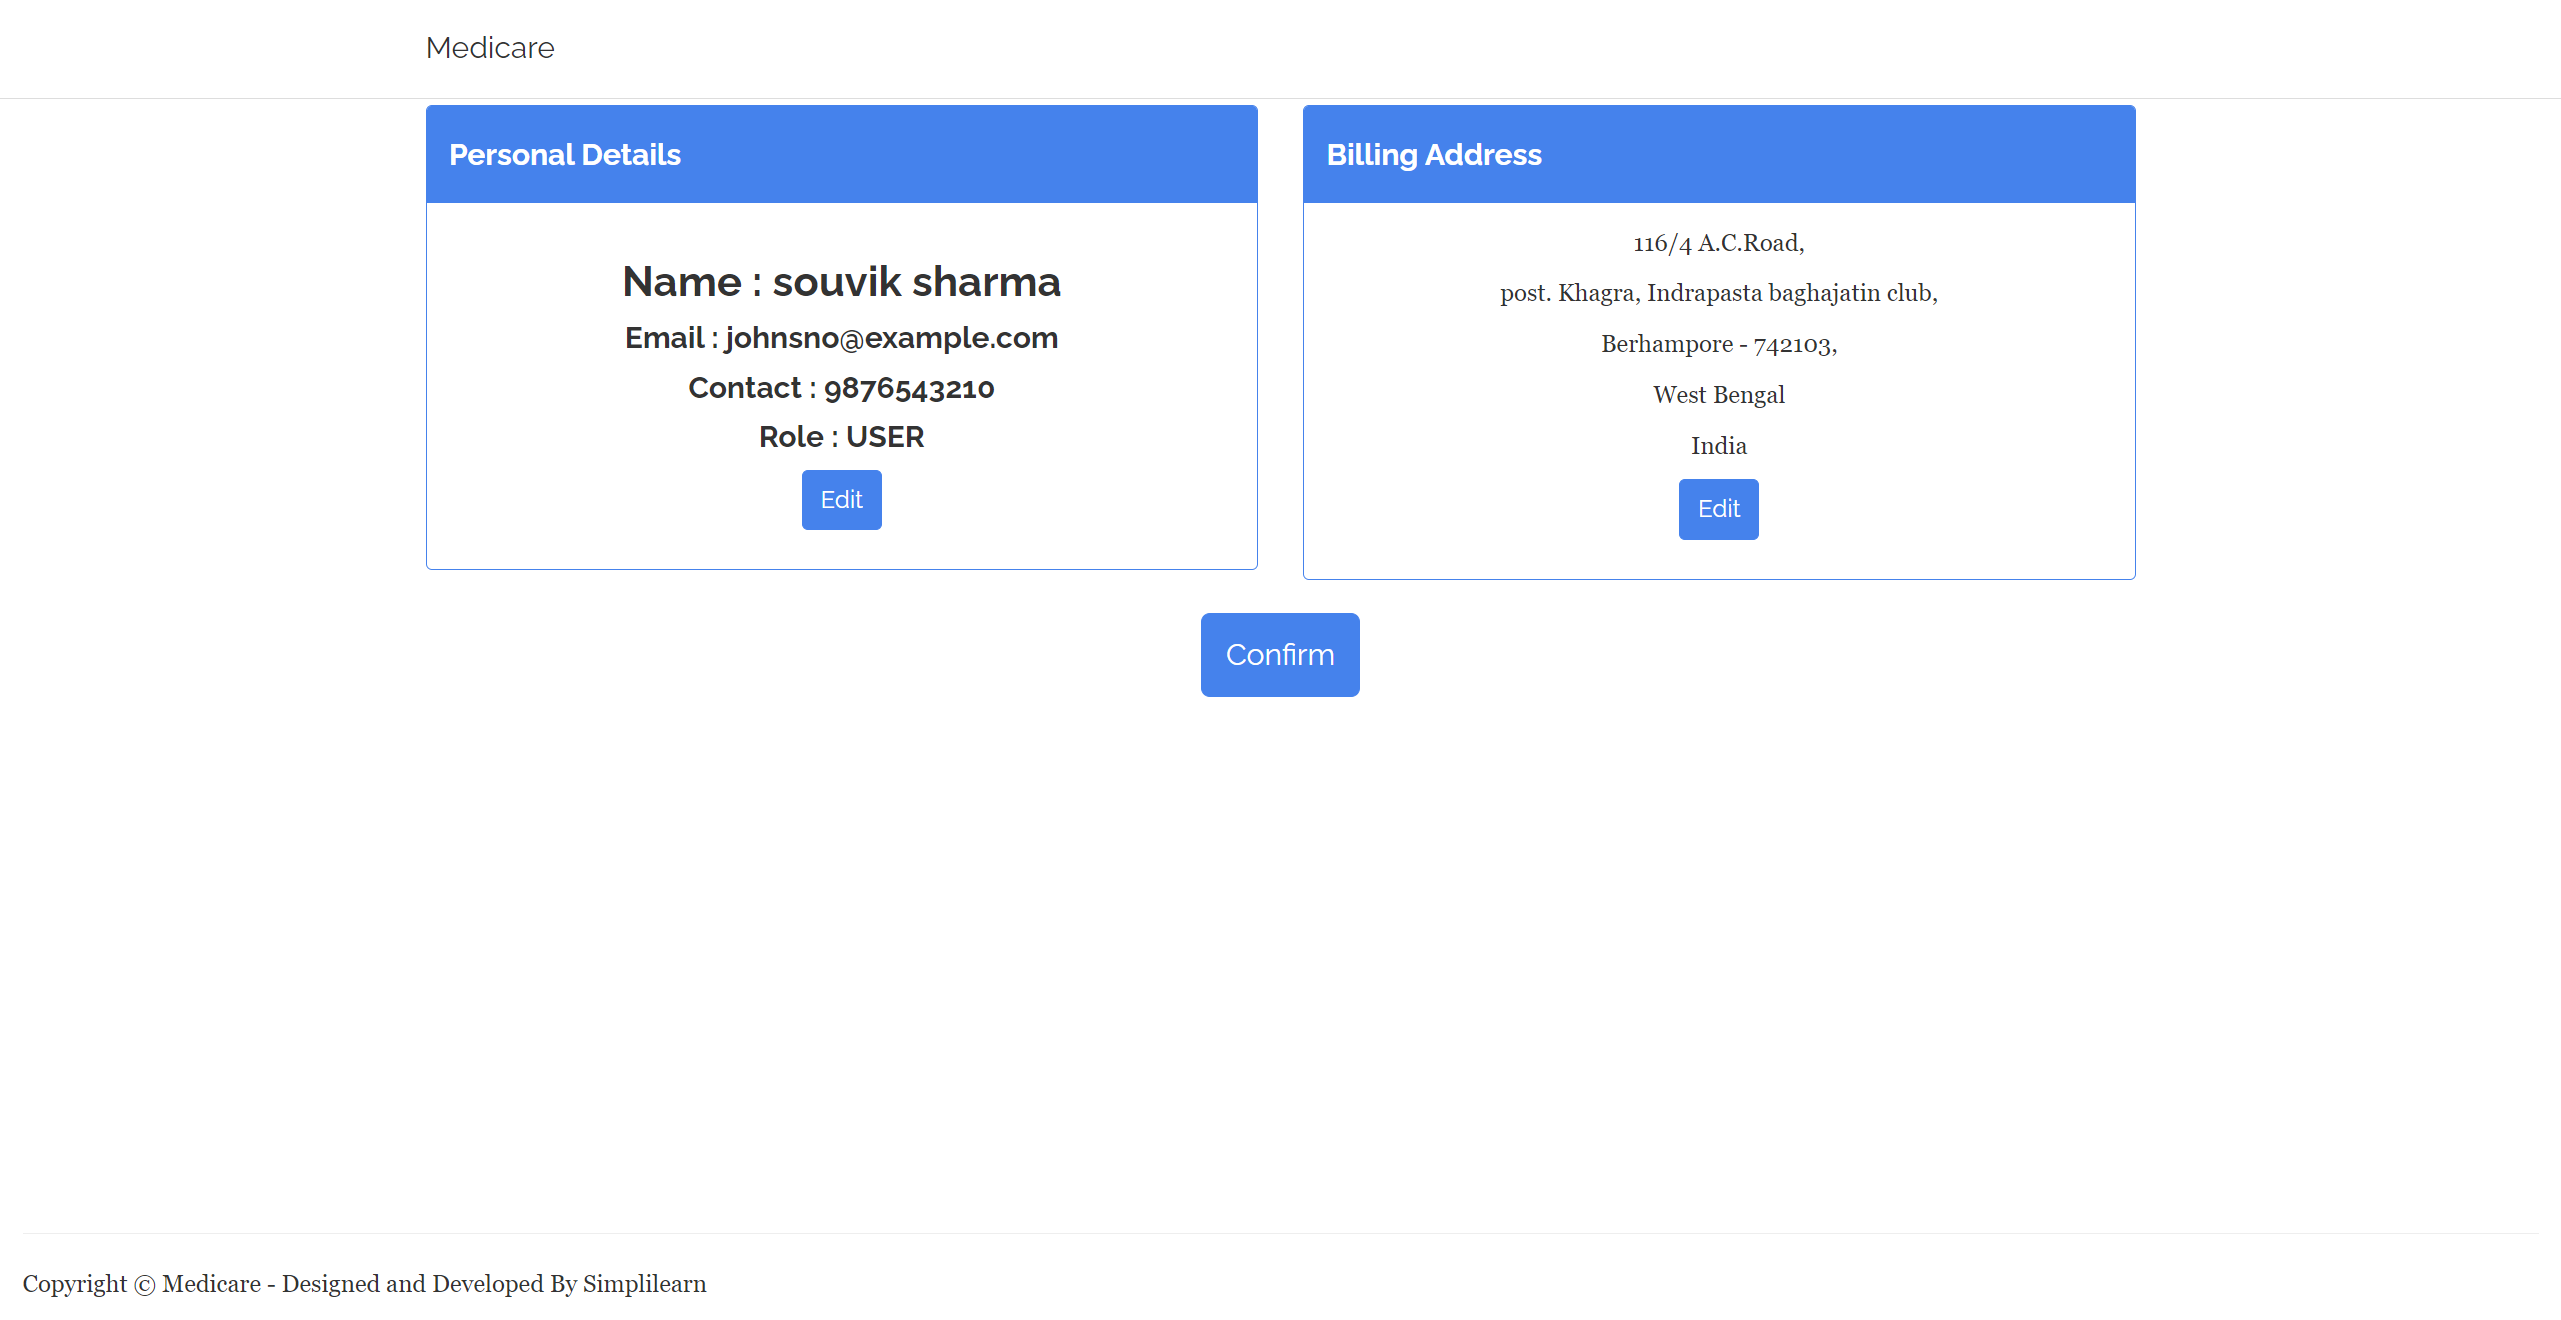 Medicare
Personal Details
Name : souvik sharma
Email : johnsno@example.com
Contact : 9876543210
Role : USER
Edit
Billing Address
116/4 A.C.Road,
post. Khagra, Indrapasta baghajatin club,
Berhampore - 742103,
West Bengal
India
Edit
Confirm
Copyright © Medicare - Designed and Developed By Simplilearn